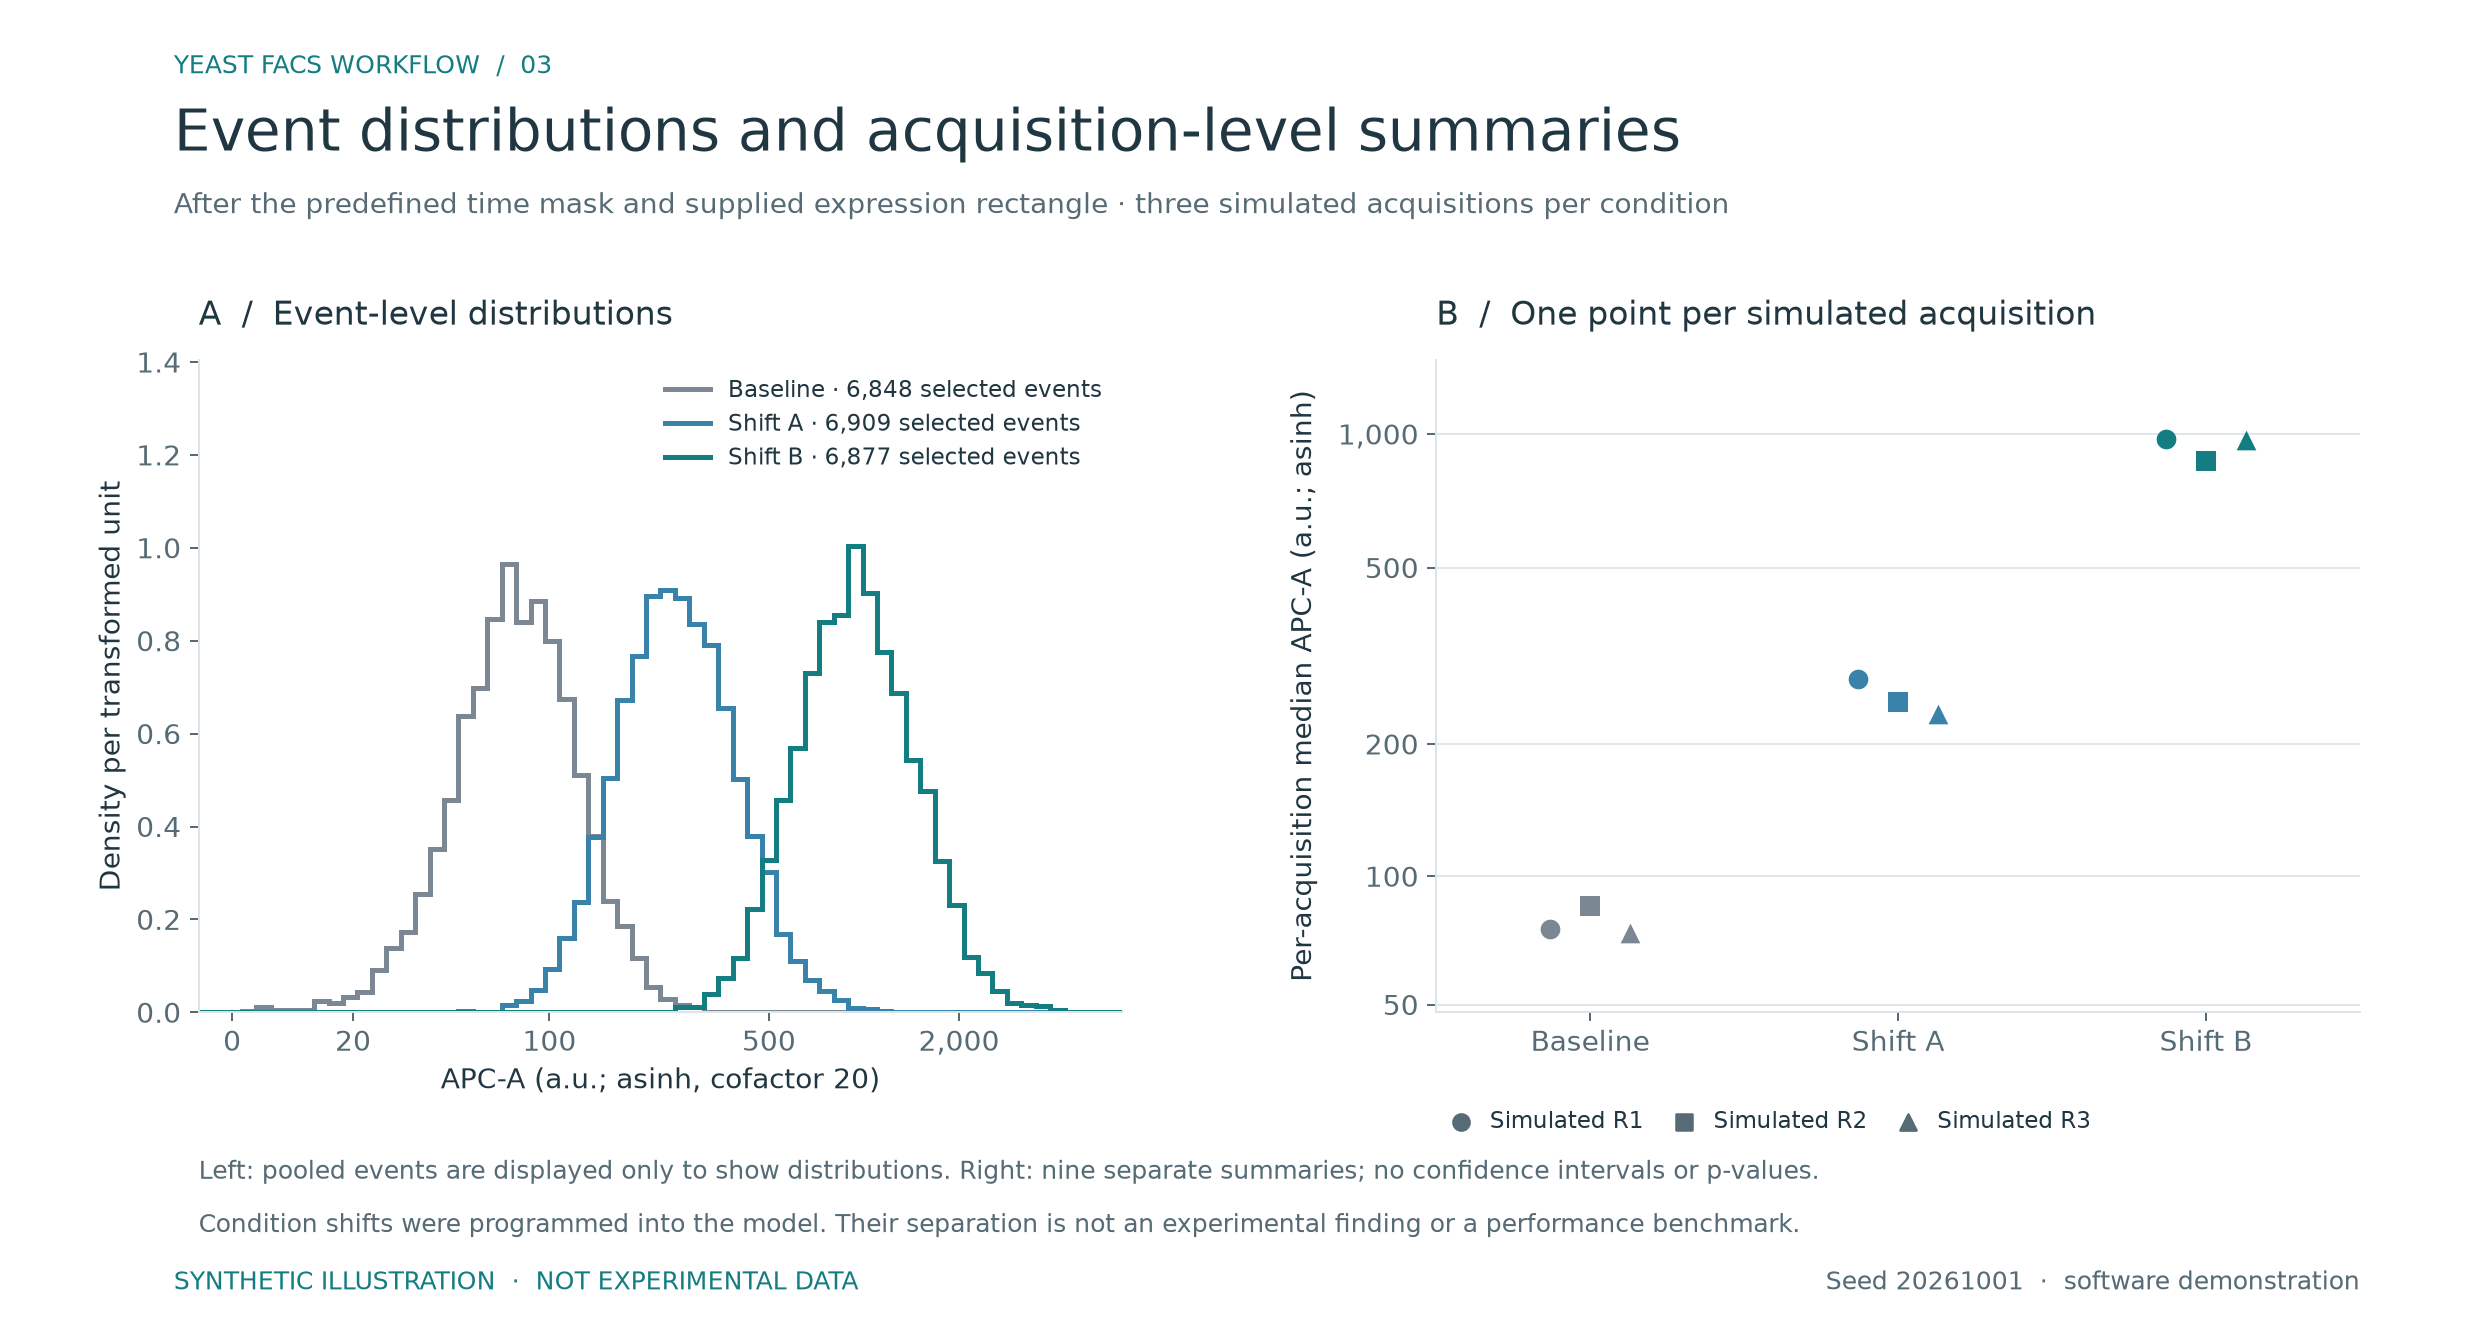 YEAST FACS WORKFLOW / 03
Event distributions and acquisition-level summaries
After the predefined time mask and supplied expression rectangle · three simulated acquisitions per condition
A / Event-level distributions
Density per transformed unit
1.4
1.2
1.0
0.8
0.6
0.4
0.2
0.0
Baseline · 6,848 selected events
Shift A · 6,909 selected events
Shift B · 6,877 selected events
0 20 100 500 2,000
APC-A (a.u.; asinh, cofactor 20)
B / One point per simulated acquisition
Per-acquisition median APC-A (a.u.; asinh)
1,000
500
200
100
50
Baseline Shift A Shift B
Simulated R1 Simulated R2 Simulated R3
Left: pooled events are displayed only to show distributions. Right: nine separate summaries; no confidence intervals or p-values.
Condition shifts were programmed into the model. Their separation is not an experimental finding or a performance benchmark.
SYNTHETIC ILLUSTRATION · NOT EXPERIMENTAL DATA
Seed 20261001 · software demonstration